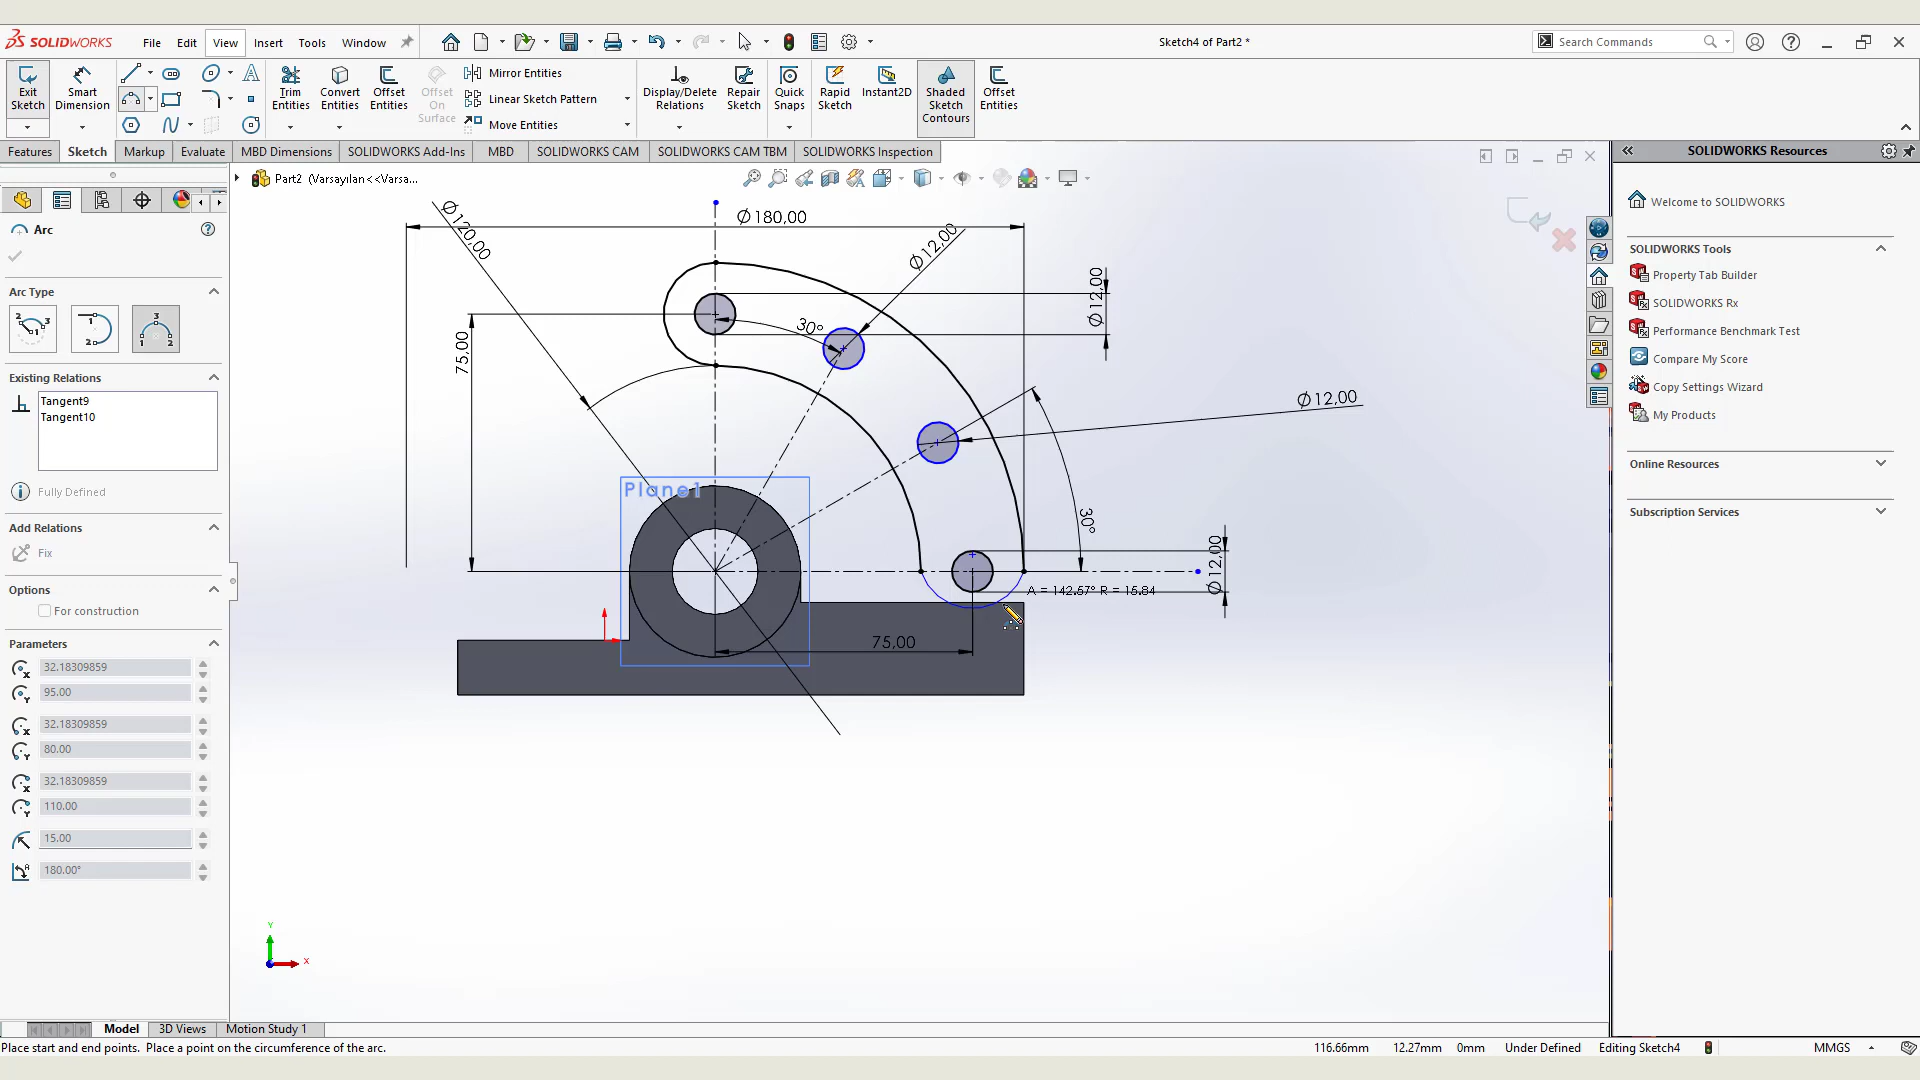 SOLIDWORKS
File Edit View Insert Tools Window
Sketch4 of Part2 *
Search Commands
Exit Sketch
Smart Dimension
Trim Entities
Convert Entities
Offset Entities
Offset On Surface
Mirror Entities
Linear Sketch Pattern
Move Entities
Display/Delete Relations
Repair Sketch
Quick Snaps
Rapid Sketch
Instant2D
Shaded Sketch Contours
Offset Entities
Features Sketch Markup Evaluate MBD Dimensions SOLIDWORKS Add-Ins MBD SOLIDWORKS CAM SOLIDWORKS CAM TBM SOLIDWORKS Inspection
Part2 (Varsayılan<<Varsa...
Arc
Arc Type
Existing Relations
Tangent9
Tangent10
Fully Defined
Add Relations
Fix
Options
For construction
Parameters
32.18309859
95.00
32.18309859
80.00
32.18309859
110.00
15.00
180.00°
Ø120,00
Ø180,00
Ø12,00
Ø12,00
75,00
30°
Ø12,00
Plane1
30°
Ø12,00
A = 142.57° R = 15.84
75,00
Y
X
SOLIDWORKS Resources
Welcome to SOLIDWORKS
SOLIDWORKS Tools
Property Tab Builder
SOLIDWORKS Rx
Performance Benchmark Test
Compare My Score
Copy Settings Wizard
My Products
Online Resources
Subscription Services
Model 3D Views Motion Study 1
Place start and end points. Place a point on the circumference of the arc.
116.66mm 12.27mm 0mm Under Defined Editing Sketch4 MMGS